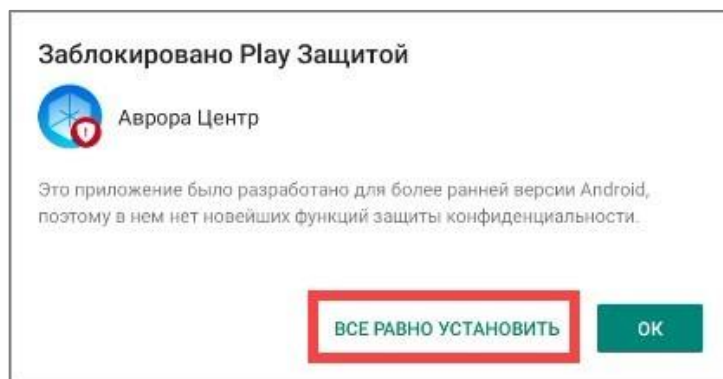 Заблокировано Play Защитой
Аврора Центр
Это приложение было разработано для более ранней версии Android,
поэтому в нем нет новейших функций защиты конфиденциальности.
ВСЕ РАВНО УСТАНОВИТЬ
ОК